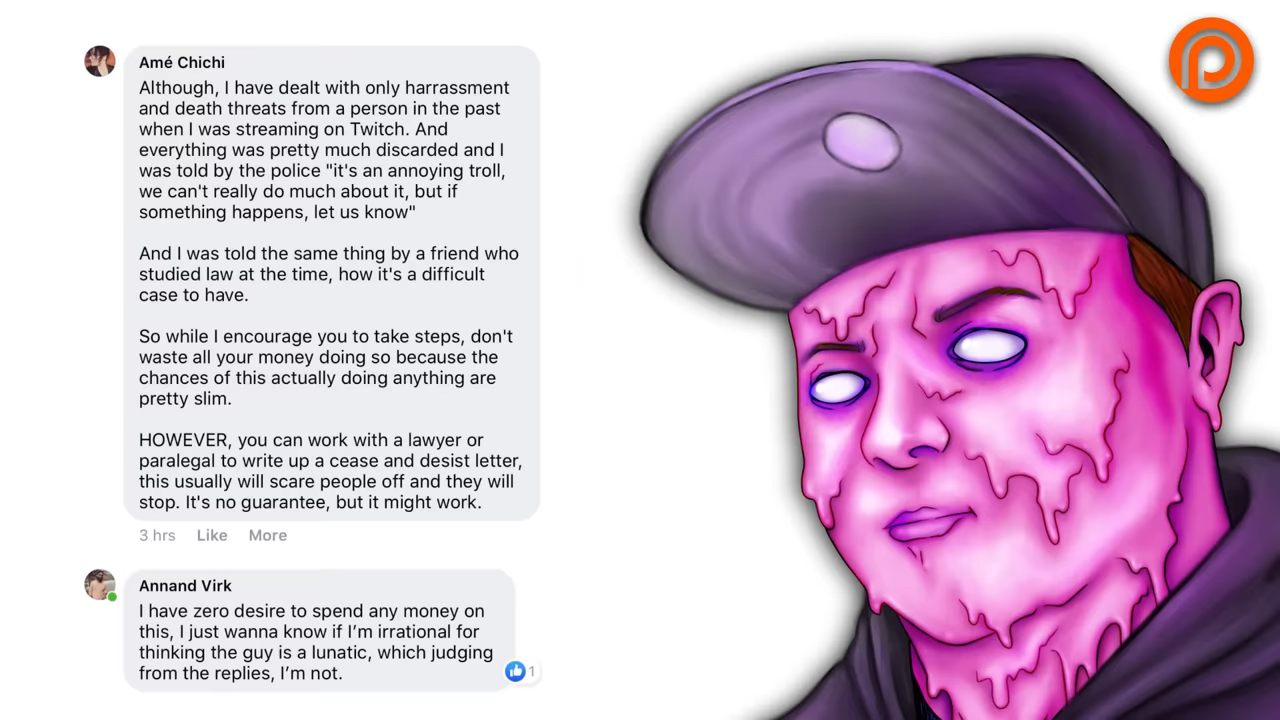 Amé Chichi
Although, I have dealt with only harrassment
and death threats from a person in the past
when I was streaming on Twitch. And
everything was pretty much discarded and I
was told by the police "it's an annoying troll,
we can't really do much about it, but if
something happens, let us know"
And I was told the same thing by a friend who
studied law at the time, how it's a difficult
case to have.
So while I encourage you to take steps, don't
waste all your money doing so because the
chances of this actually doing anything are
pretty slim.
HOWEVER, you can work with a lawyer or
paralegal to write up a cease and desist letter,
this usually will scare people off and they will
stop. It's no guarantee, but it might work.
3 hrs Like More
Annand Virk
I have zero desire to spend any money on
this, I just wanna know if I’m irrational for
thinking the guy is a lunatic, which judging
from the replies, I’m not.
1